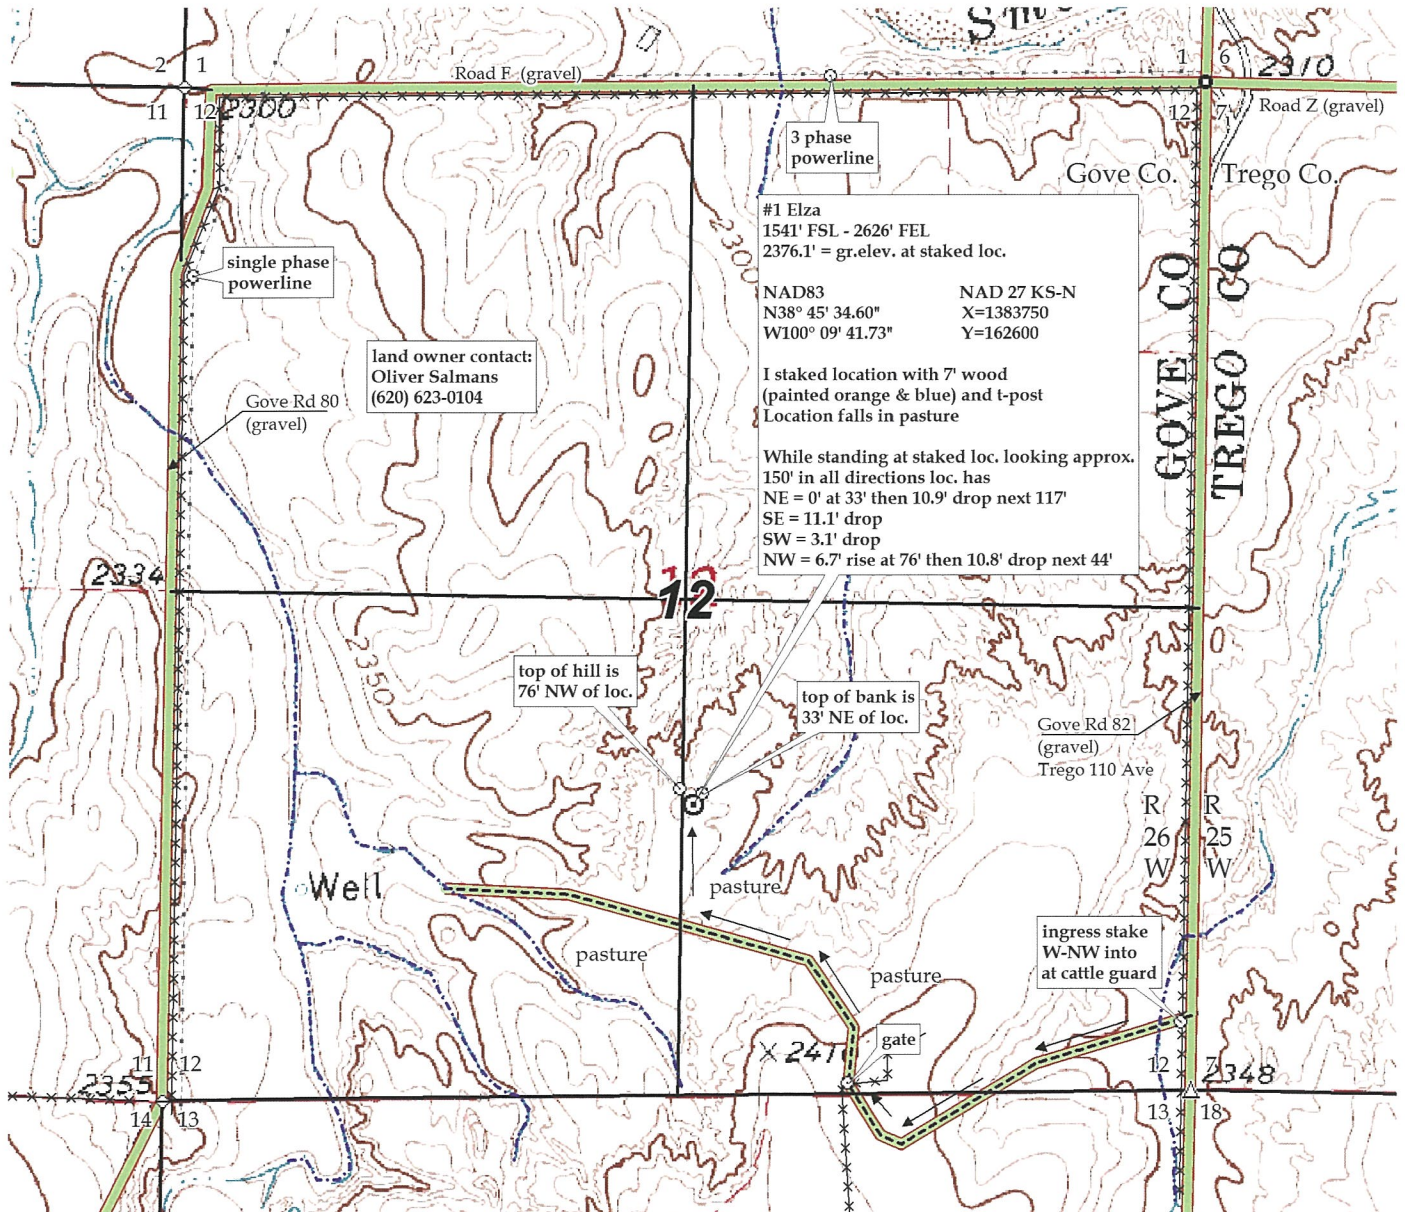 2 1
1 6
2310
Road F (gravel)
11 12
2300
12 7
Road Z (gravel)
3 phase
powerline
Gove Co. Trego Co.
#1 Elza
1541' FSL - 2626' FEL
2376.1' = gr.elev. at staked loc.
NAD83 NAD 27 KS-N
N38° 45' 34.60" X=1383750
W100° 09' 41.73" Y=162600
I staked location with 7' wood
(painted orange & blue) and t-post
Location falls in pasture
While standing at staked loc. looking approx.
150' in all directions loc. has
NE = 0' at 33' then 10.9' drop next 117'
SE = 11.1' drop
SW = 3.1' drop
NW = 6.7' rise at 76' then 10.8' drop next 44'
2300
GOVE CO
TREGO CO
single phase
powerline
land owner contact:
Oliver Salmans
(620) 623-0104
Gove Rd 80
(gravel)
2334
12
2350
0
top of hill is
76' NW of loc.
top of bank is
33' NE of loc.
Gove Rd 82
(gravel)
Trego 110 Ave
R R
26 25
W W
Well
pasture
pasture
pasture
ingress stake
W-NW into
at cattle guard
gate
2355
11 12
14 13
12 7
2348
13 18